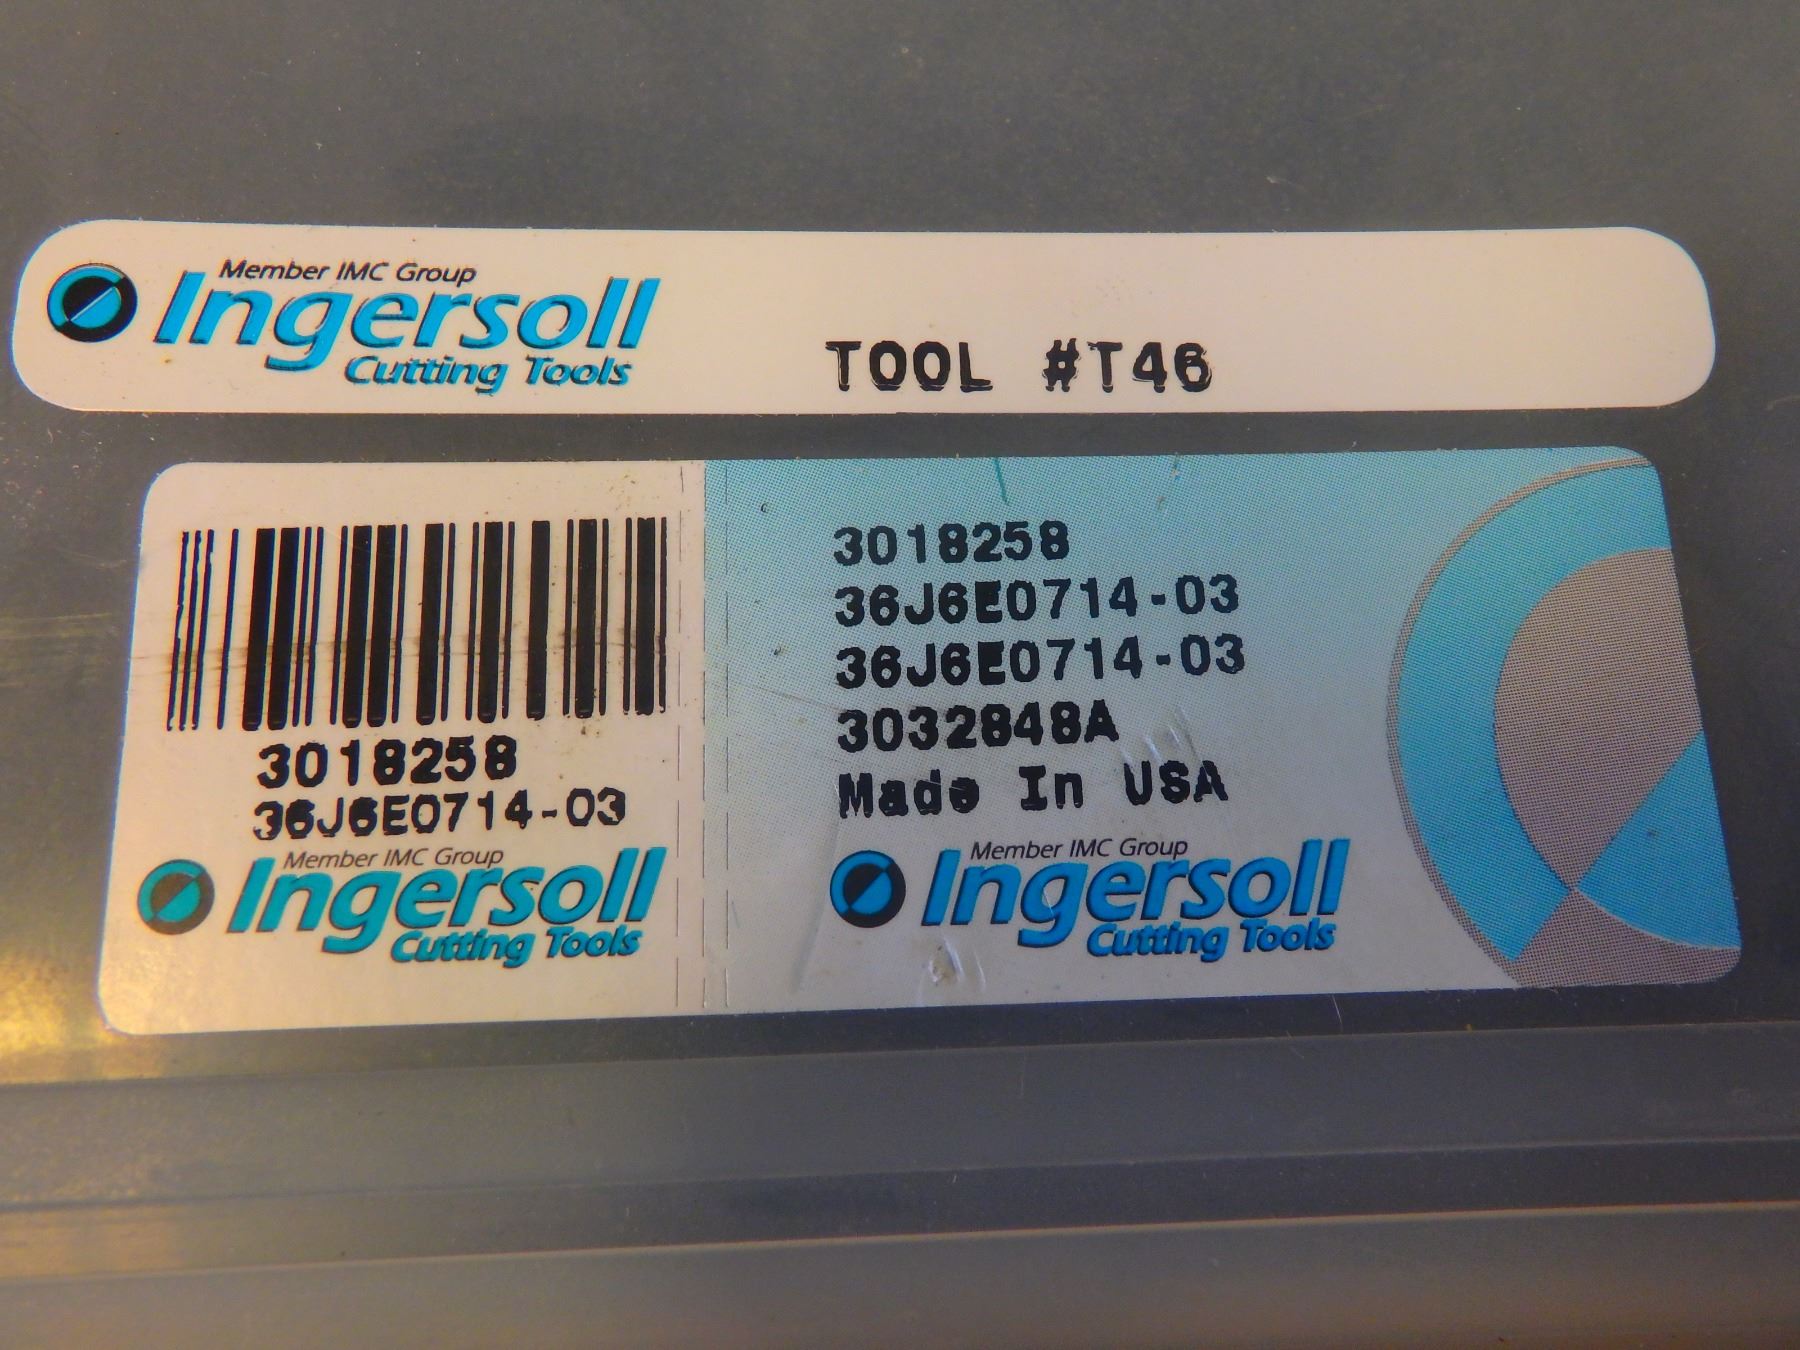 Member IMC Group
Ingersoll
Cutting Tools
TOOL #T46
3018258
36J6E0714-03
Member IMC Group
Ingersoll
Cutting Tools
3018258
36J6E0714-03
36J6E0714-03
3032848A
Made In USA
Member IMC Group
Ingersoll
Cutting Tools